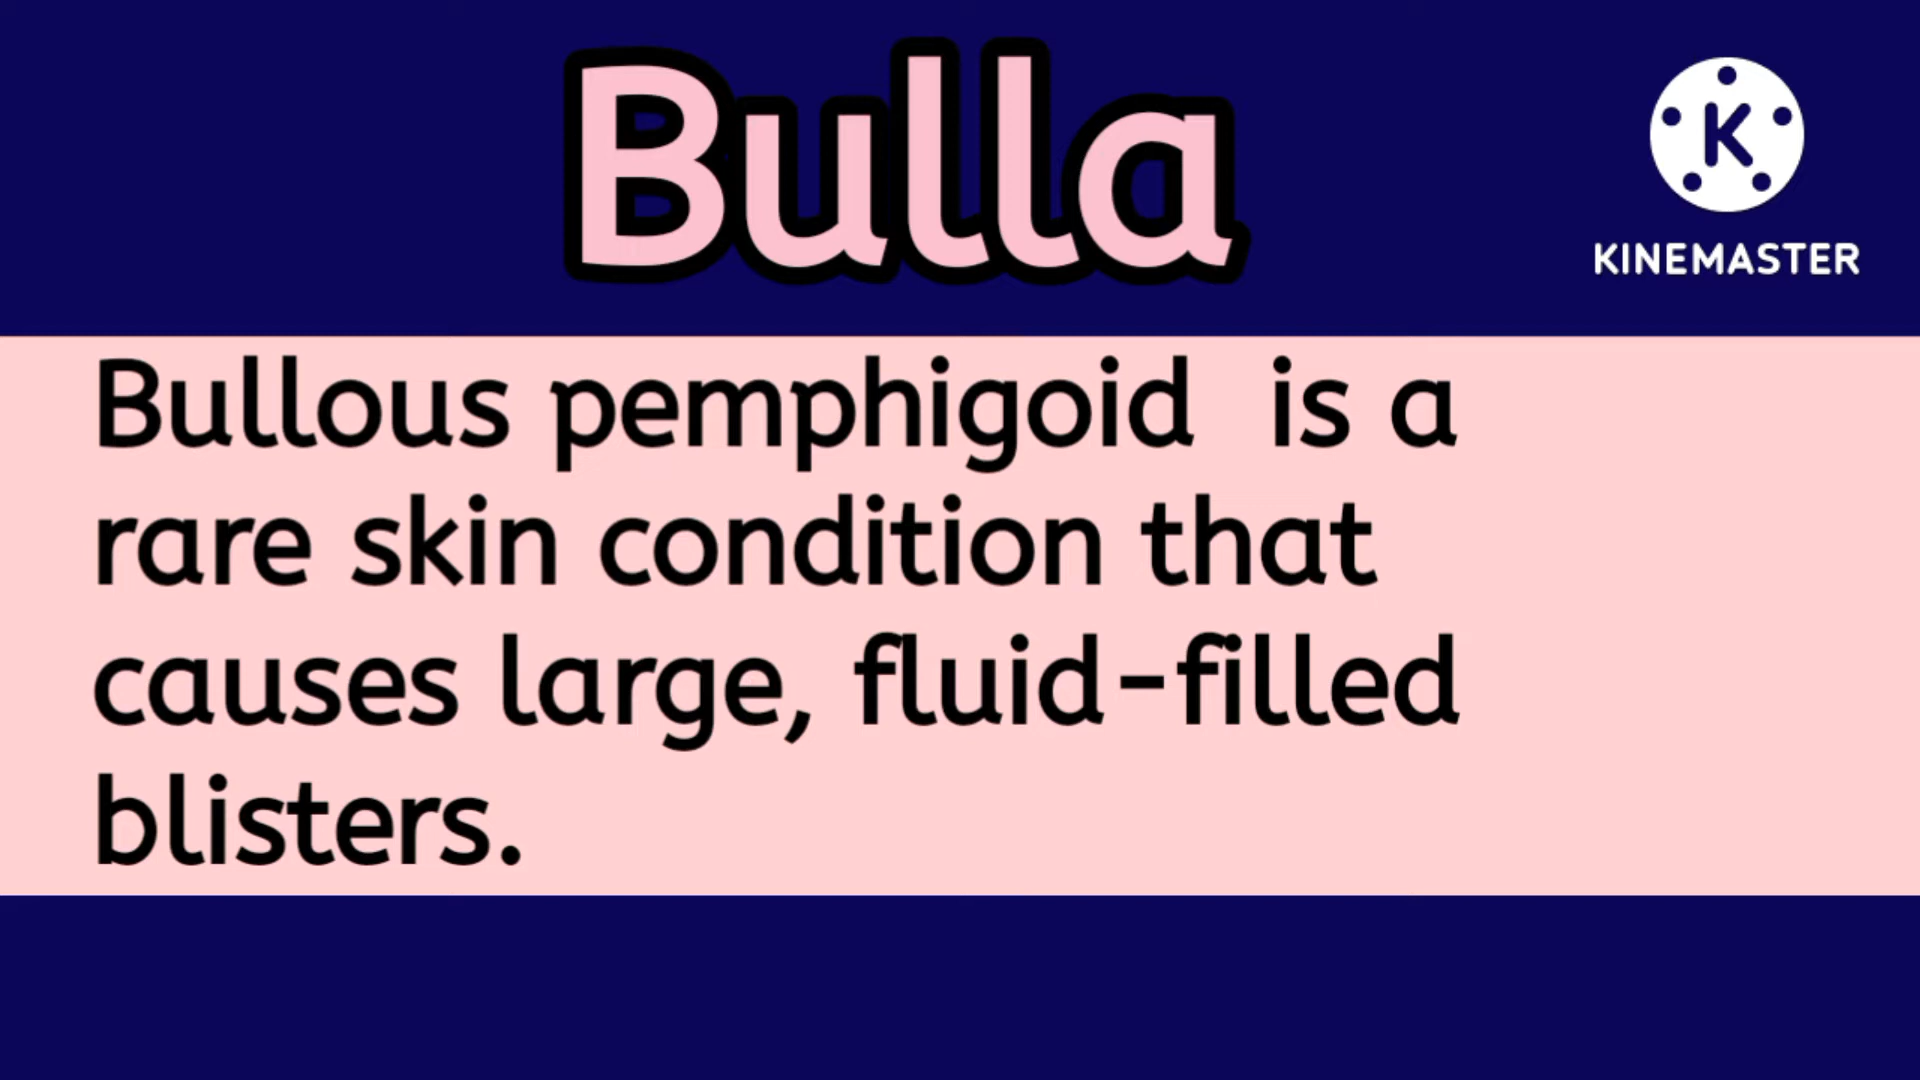 Bulla
K
KINEMASTER
Bullous pemphigoid  is a
rare skin condition that
causes large, fluid-filled
blisters.